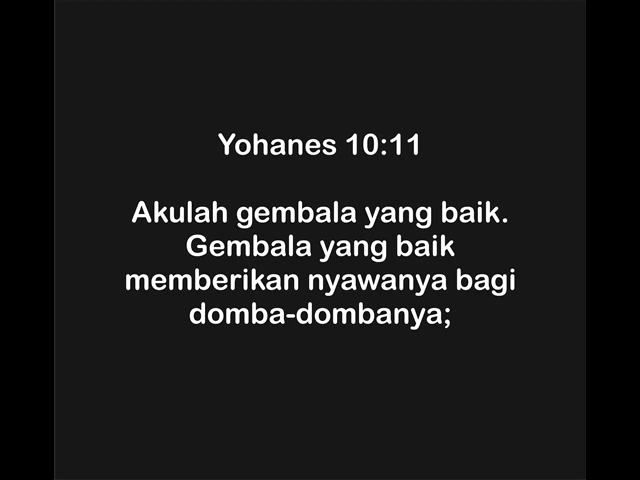 Yohanes 10:11
Akulah gembala yang baik.
Gembala yang baik
memberikan nyawanya bagi
domba-dombanya;